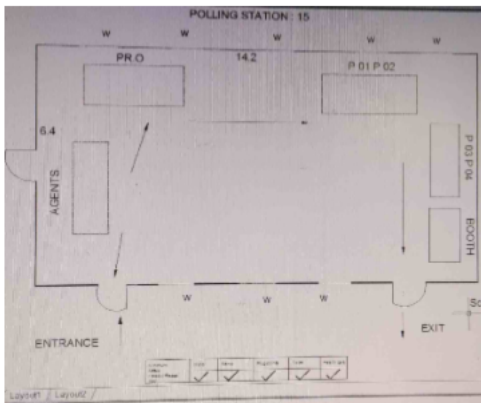 POLLING STATION: 15
W W W W W
PR.O
14.2
P 01 P 02
6.4
AGENTS
P 03 P 04
BOOTH
W W W
ENTRANCE
EXIT
Layout1 / Layout2 /